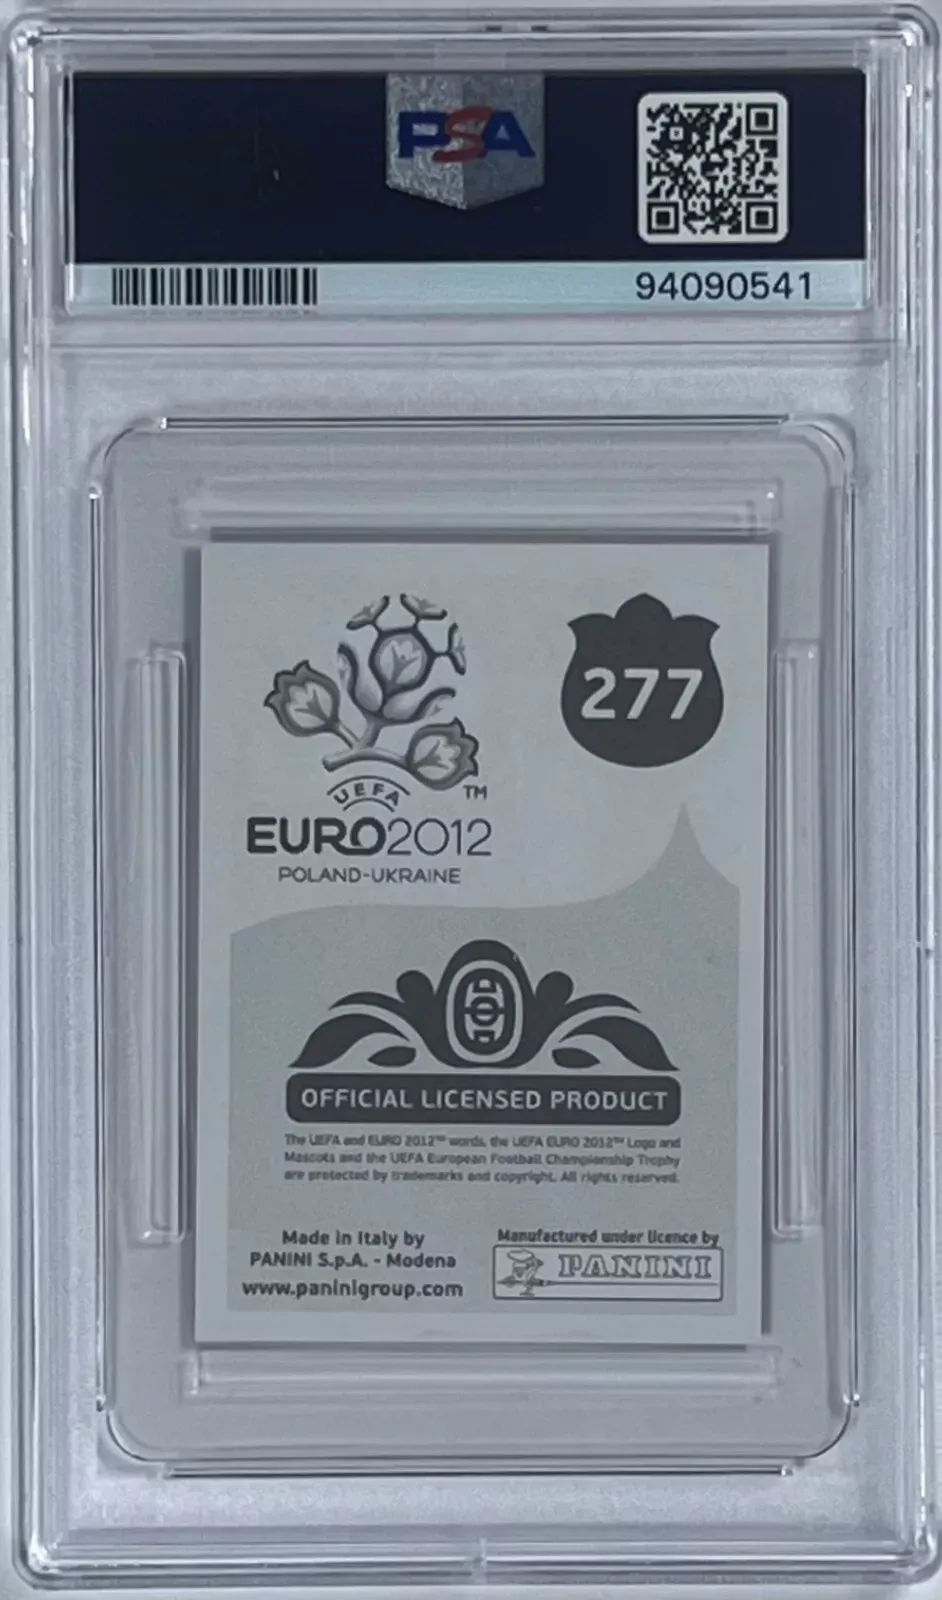 PSA
94090541
277
UEFA
TM
EURO2012
POLAND-UKRAINE
OFFICIAL LICENSED PRODUCT
The UEFA and EURO 2012™ words, the UEFA EURO 2012™ Logo and
Mascots and the UEFA European Football Championship Trophy
are protected by trademarks and copyright. All rights reserved.
Made in Italy by
PANINI S.p.A. - Modena
www.paninigroup.com
Manufactured under licence by
PANINI